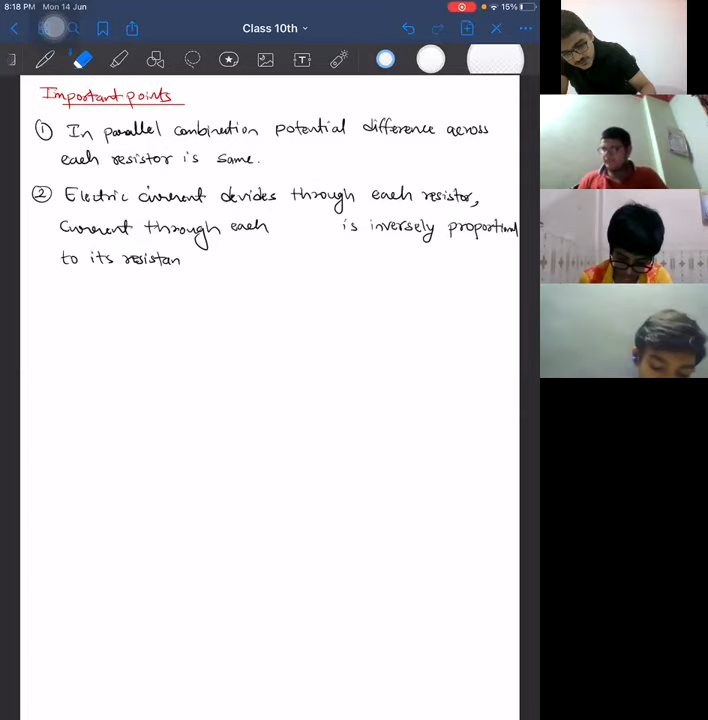 8:18 PM Mon 14 Jun
15%
Class 10th
T
Important points
① In parallel combination potential difference across
each resistor is same.
② Electric current devides through each resistor,
current through each is inversely proportional
to its resistan